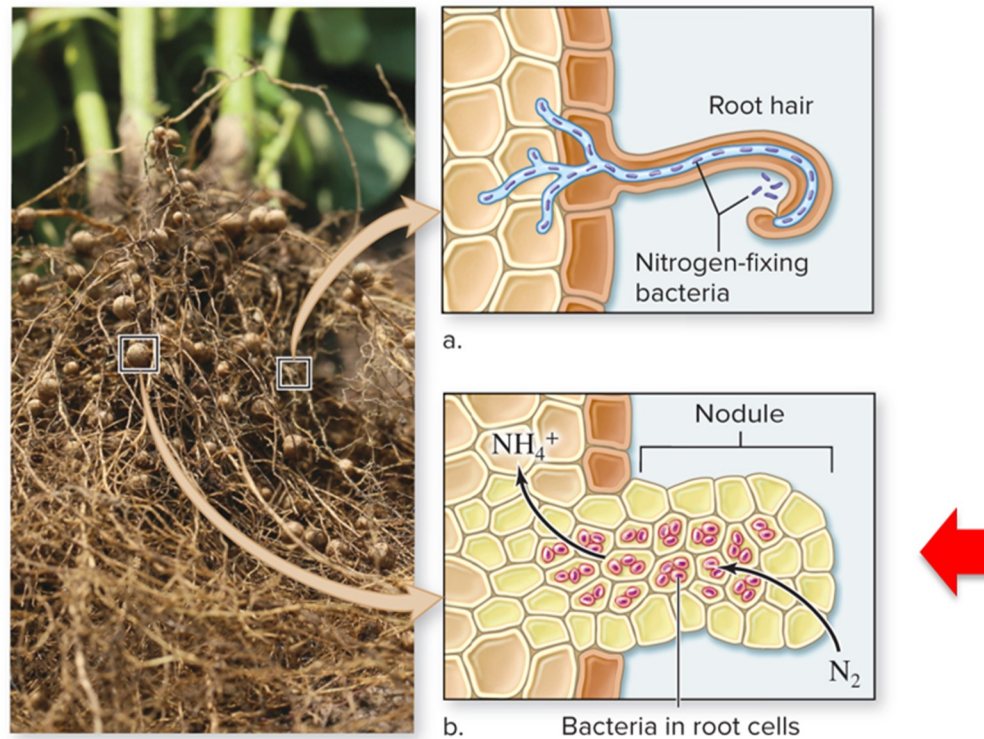 Root hair
Nitrogen-fixing
bacteria
a.
Nodule
NH₄⁺
N₂
b.
Bacteria in root cells